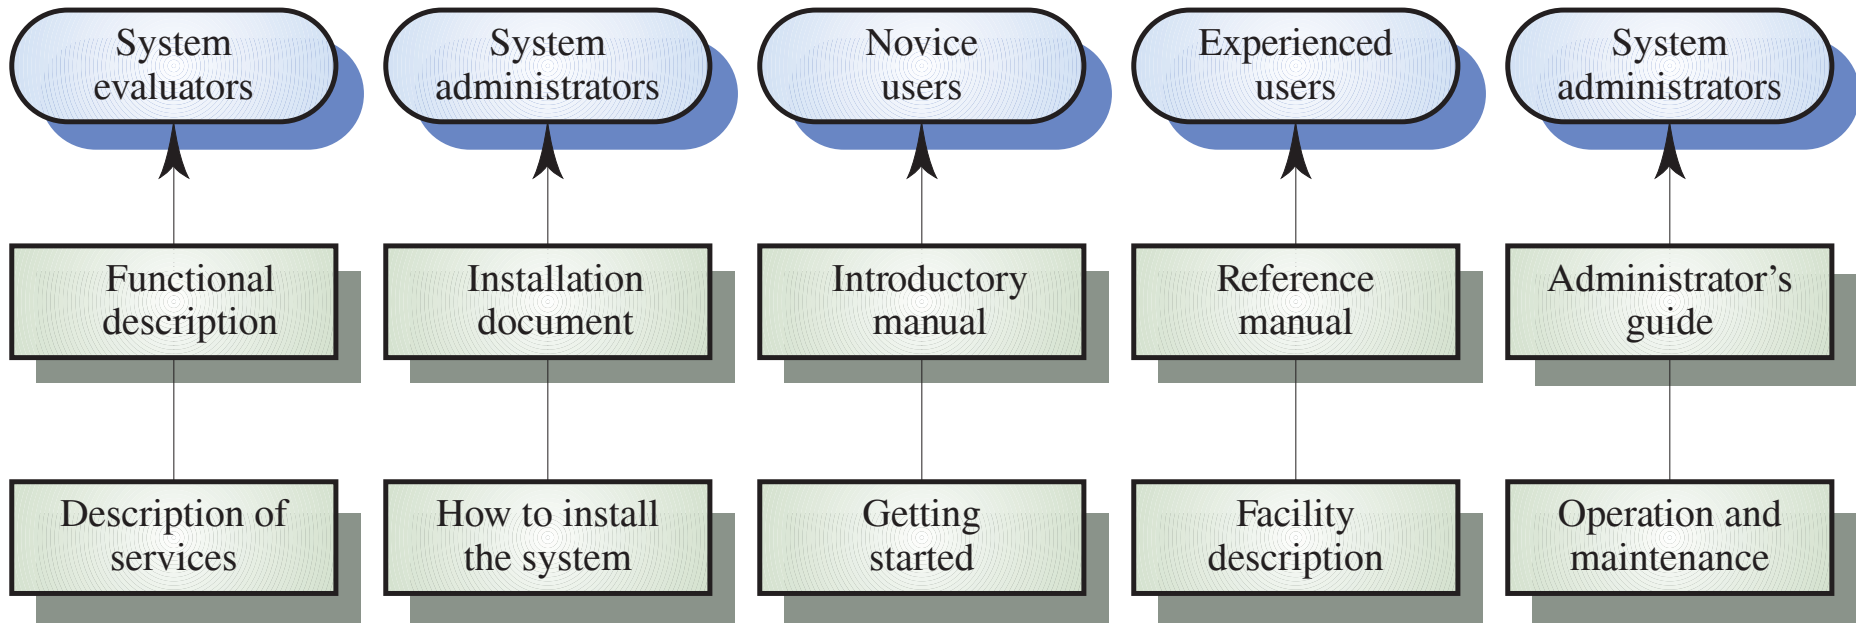 System
evaluators
System
administrators
Novice
users
Experienced
users
System
administrators
Functional
description
Installation
document
Introductory
manual
Reference
manual
Administrator’s
guide
Description of
services
How to install
the system
Getting
started
Facility
description
Operation and
maintenance